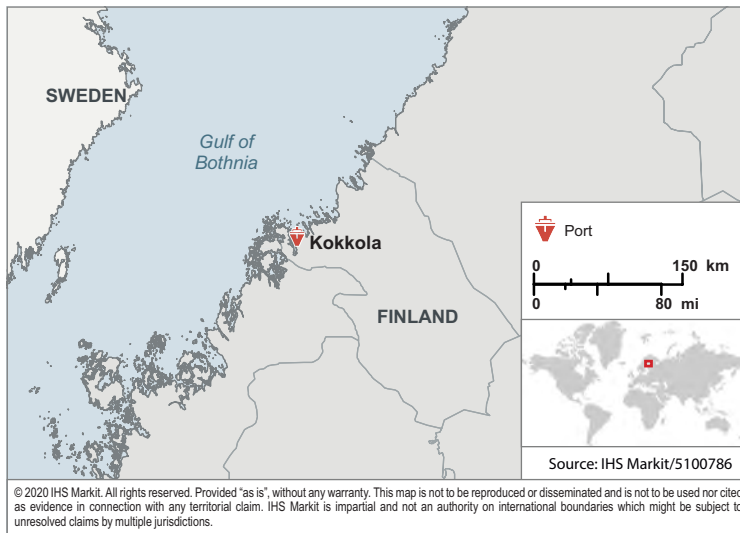 SWEDEN
Gulf of
Bothnia
Kokkola
FINLAND
Port
0 150 km
0 80 mi
Source: IHS Markit/5100786
© 2020 IHS Markit. All rights reserved. Provided “as is”, without any warranty. This map is not to be reproduced or disseminated and is not to be used nor cited
as evidence in connection with any territorial claim. IHS Markit is impartial and not an authority on international boundaries which might be subject to
unresolved claims by multiple jurisdictions.